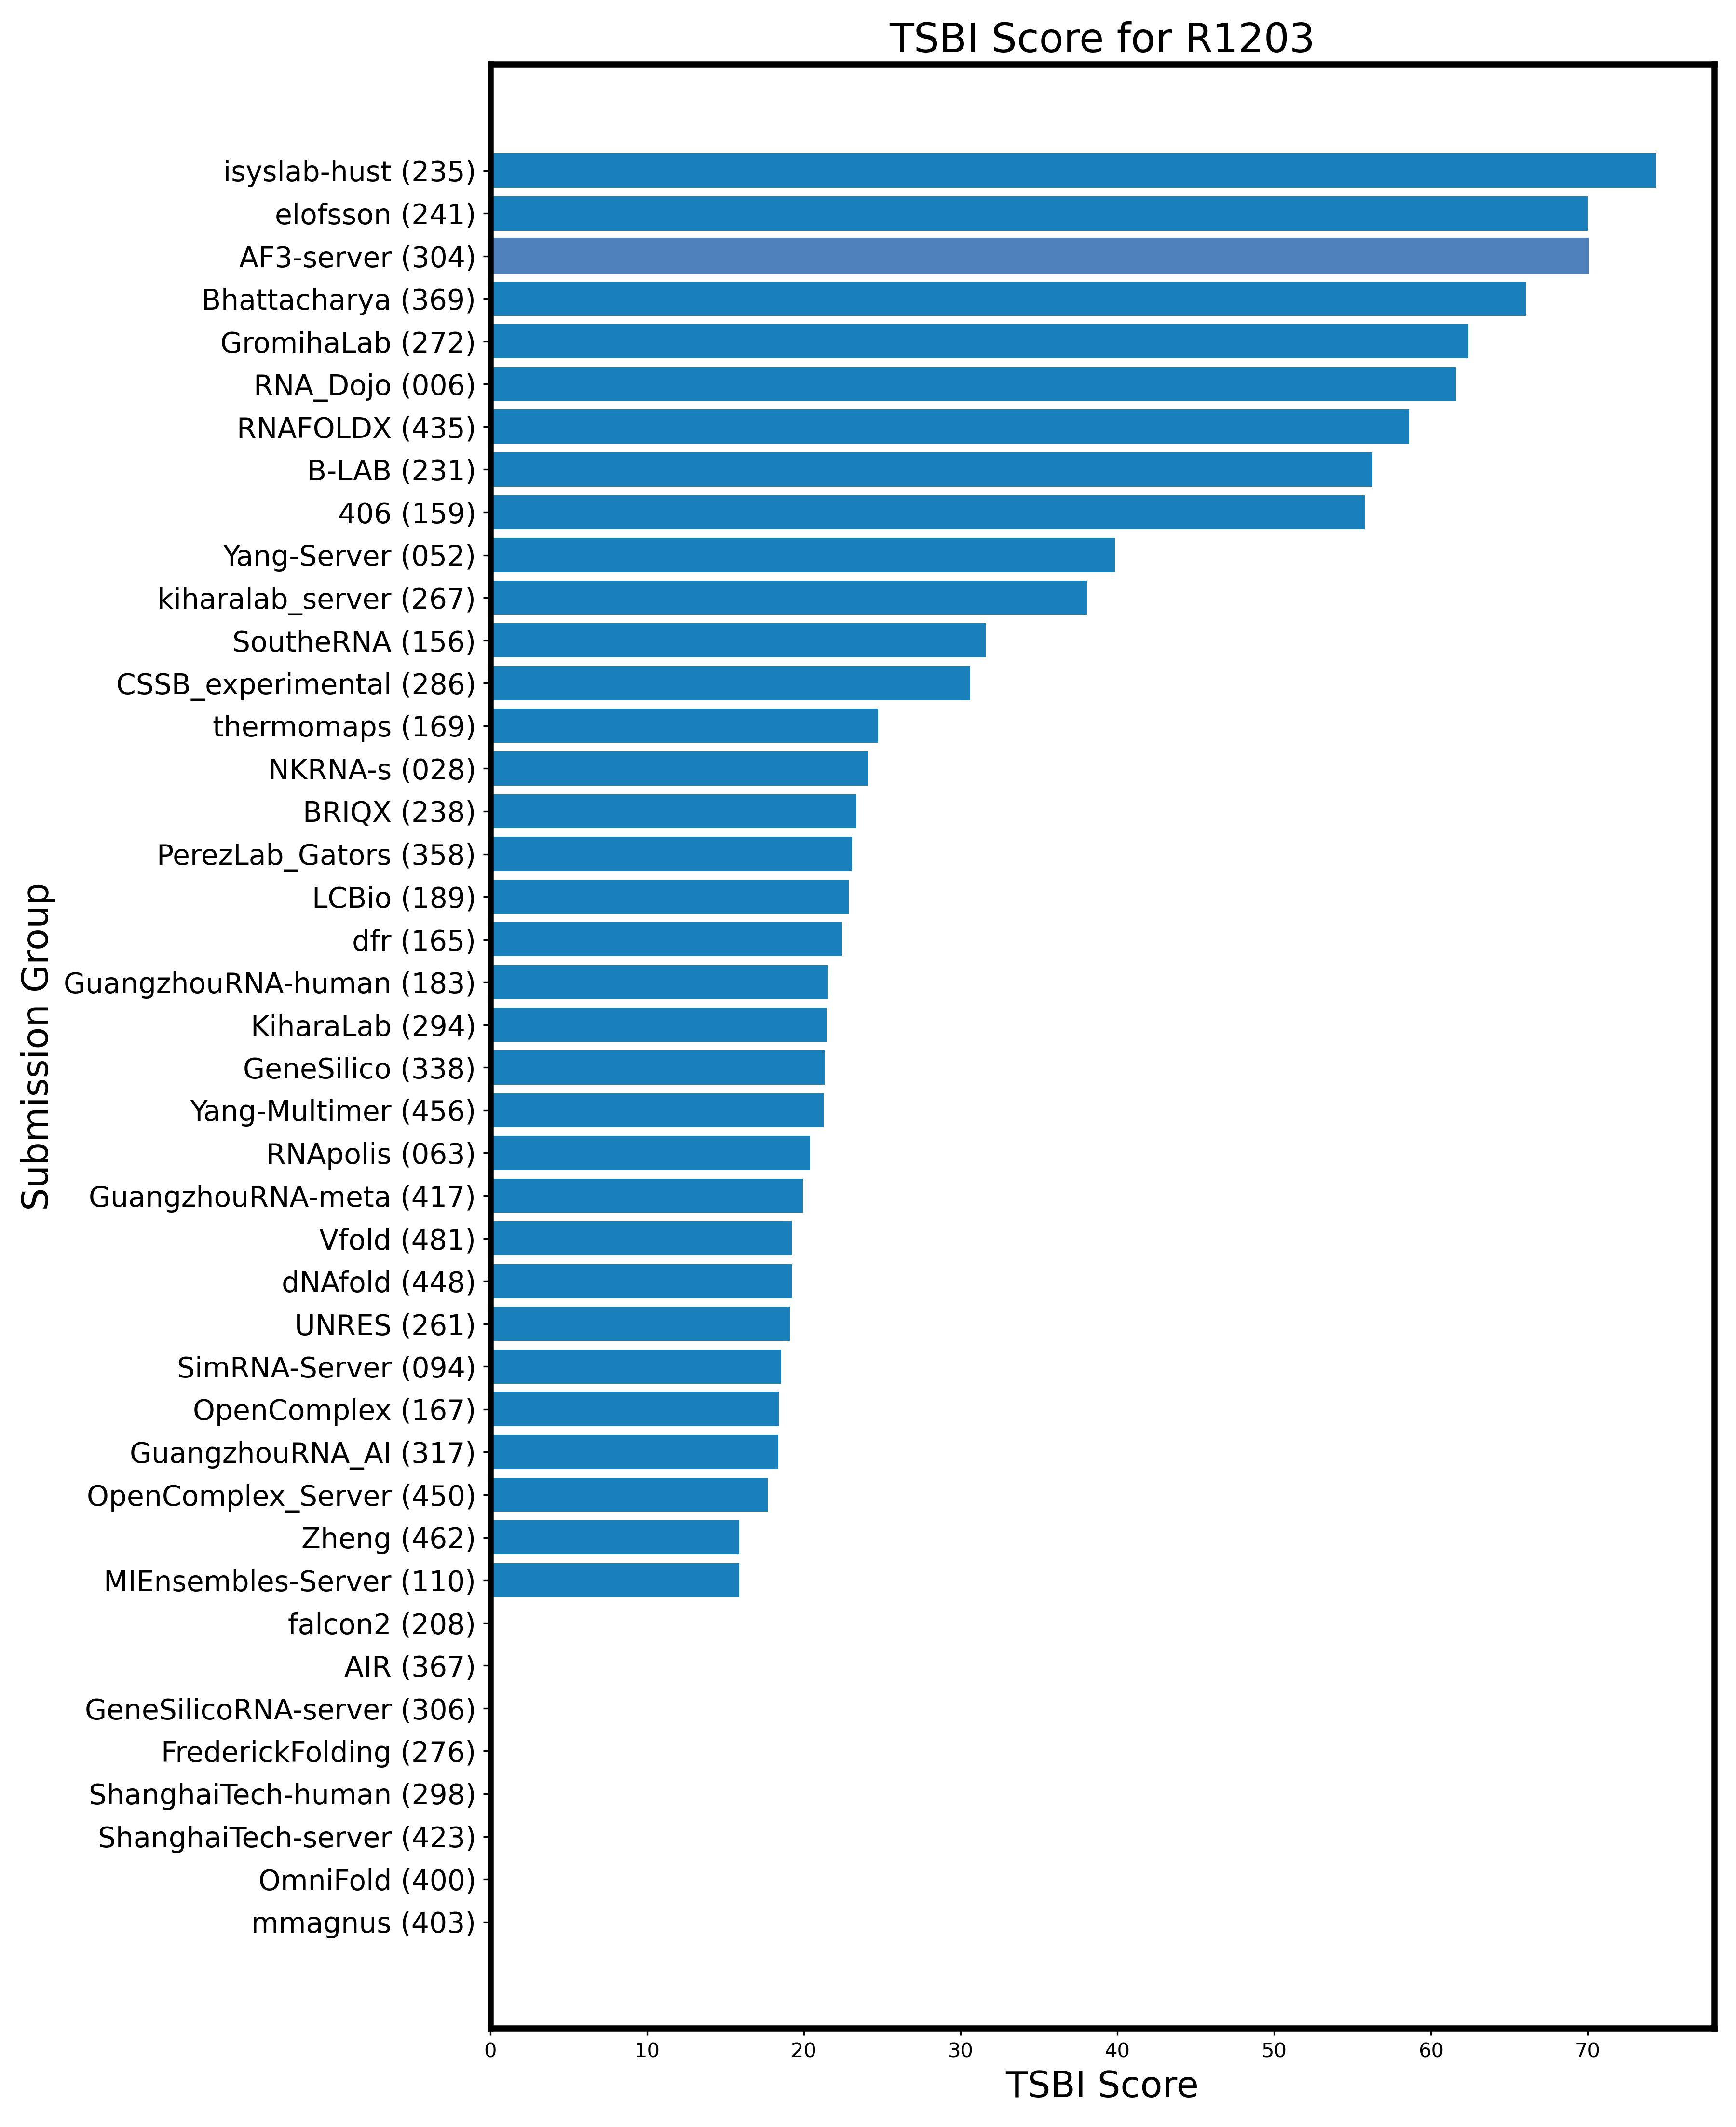 TSBI Score for R1203
isyslab-hust (235)
elofsson (241)
AF3-server (304)
Bhattacharya (369)
GromihaLab (272)
RNA_Dojo (006)
RNAFOLDX (435)
B-LAB (231)
406 (159)
Yang-Server (052)
kiharalab_server (267)
SoutheRNA (156)
CSSB_experimental (286)
thermomaps (169)
NKRNA-s (028)
BRIQX (238)
PerezLab_Gators (358)
LCBio (189)
dfr (165)
GuangzhouRNA-human (183)
KiharaLab (294)
GeneSilico (338)
Yang-Multimer (456)
RNApolis (063)
GuangzhouRNA-meta (417)
Vfold (481)
dNAfold (448)
UNRES (261)
SimRNA-Server (094)
OpenComplex (167)
GuangzhouRNA_AI (317)
OpenComplex_Server (450)
Zheng (462)
MIEnsembles-Server (110)
falcon2 (208)
AIR (367)
GeneSilicoRNA-server (306)
FrederickFolding (276)
ShanghaiTech-human (298)
ShanghaiTech-server (423)
OmniFold (400)
mmagnus (403)
Submission Group
0 10 20 30 40 50 60 70
TSBI Score